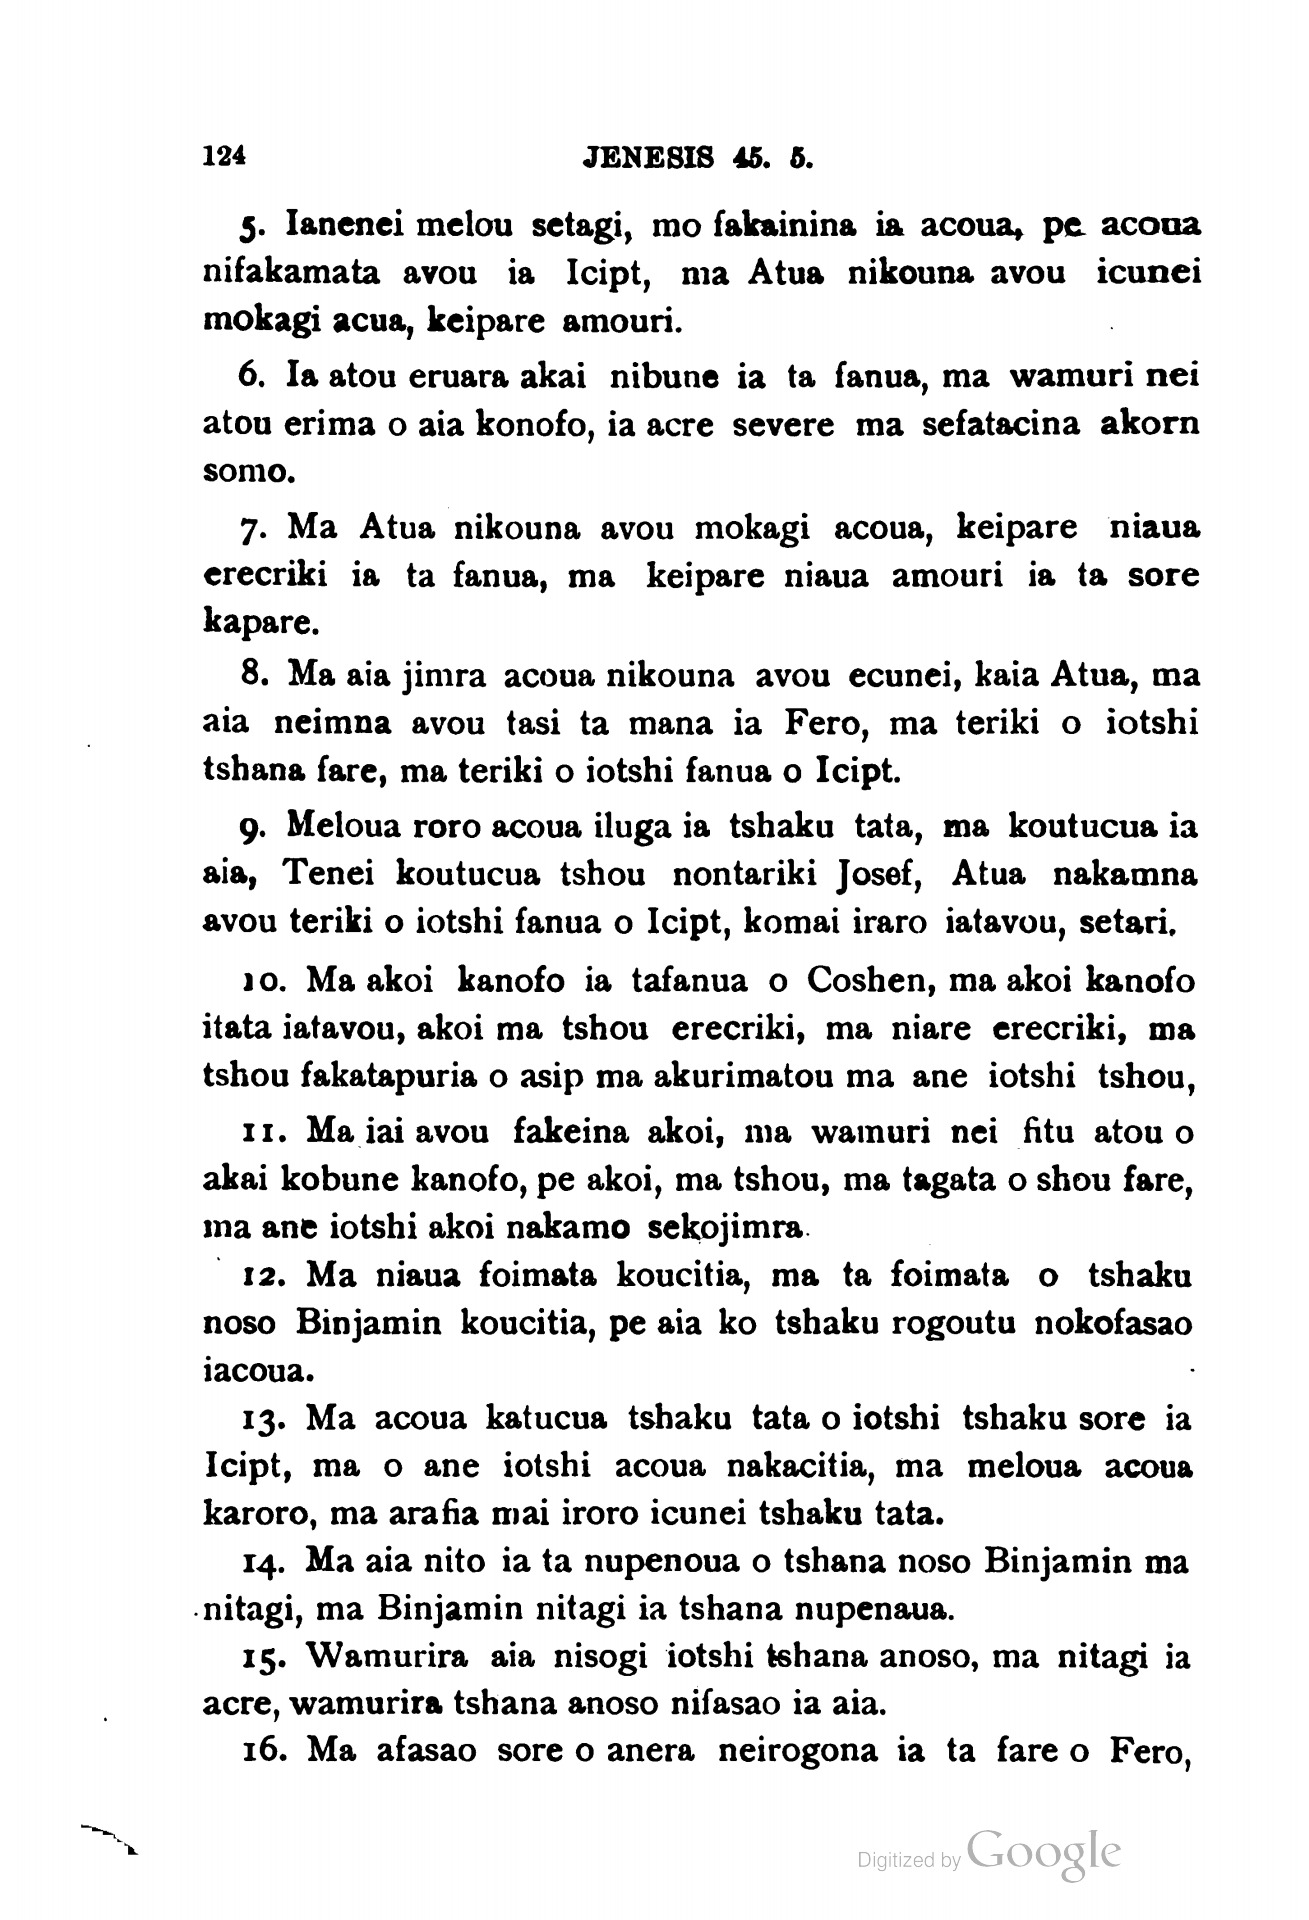 124 JENESIS 45. 5.
5. Ianenei melou setagi, mo fakainina ia acoua, pe acoua
nifakamata avou ia Icipt, ma Atua nikouna avou icunei
mokagi acua, keipare amouri.
6. Ia atou eruara akai nibune ia ta fanua, ma wamuri nei
atou erima o aia konofo, ia acre severe ma sefatacina akorn
somo.
7. Ma Atua nikouna avou mokagi acoua, keipare niaua
erecriki ia ta fanua, ma keipare niaua amouri ia ta sore
kapare.
8. Ma aia jimra acoua nikouna avou ecunei, kaia Atua, ma
aia neimna avou tasi ta mana ia Fero, ma teriki o iotshi
tshana fare, ma teriki o iotshi fanua o Icipt.
9. Meloua roro acoua iluga ia tshaku tata, ma koutucua ia
aia, Tenei koutucua tshou nontariki Josef, Atua nakamna
avou teriki o iotshi fanua o Icipt, komai iraro iatavou, setari.
10. Ma akoi kanofo ia tafanua o Coshen, ma akoi kanofo
itata iatavou, akoi ma tshou erecriki, ma niare erecriki, ma
tshou fakatapuria o asip ma akurimatou ma ane iotshi tshou,
11. Ma iai avou fakeina akoi, ma wamuri nei fitu atou o
akai kobune kanofo, pe akoi, ma tshou, ma tagata o shou fare,
ma ane iotshi akoi nakamo sekojimra.
12. Ma niaua foimata koucitia, ma ta foimata o tshaku
noso Binjamin koucitia, pe aia ko tshaku rogoutu nokofasao
iacoua.
13. Ma acoua katucua tshaku tata o iotshi tshaku sore ia
Icipt, ma o ane iotshi acoua nakacitia, ma meloua acoua
karoro, ma arafia mai iroro icunei tshaku tata.
14. Ma aia nito ia ta nupenoua o tshana noso Binjamin ma
nitagi, ma Binjamin nitagi ia tshana nupenaua.
15. Wamurira aia nisogi iotshi tshana anoso, ma nitagi ia
acre, wamurira tshana anoso nifasao ia aia.
16. Ma afasao sore o anera neirogona ia ta fare o Fero,
Digitized by Google